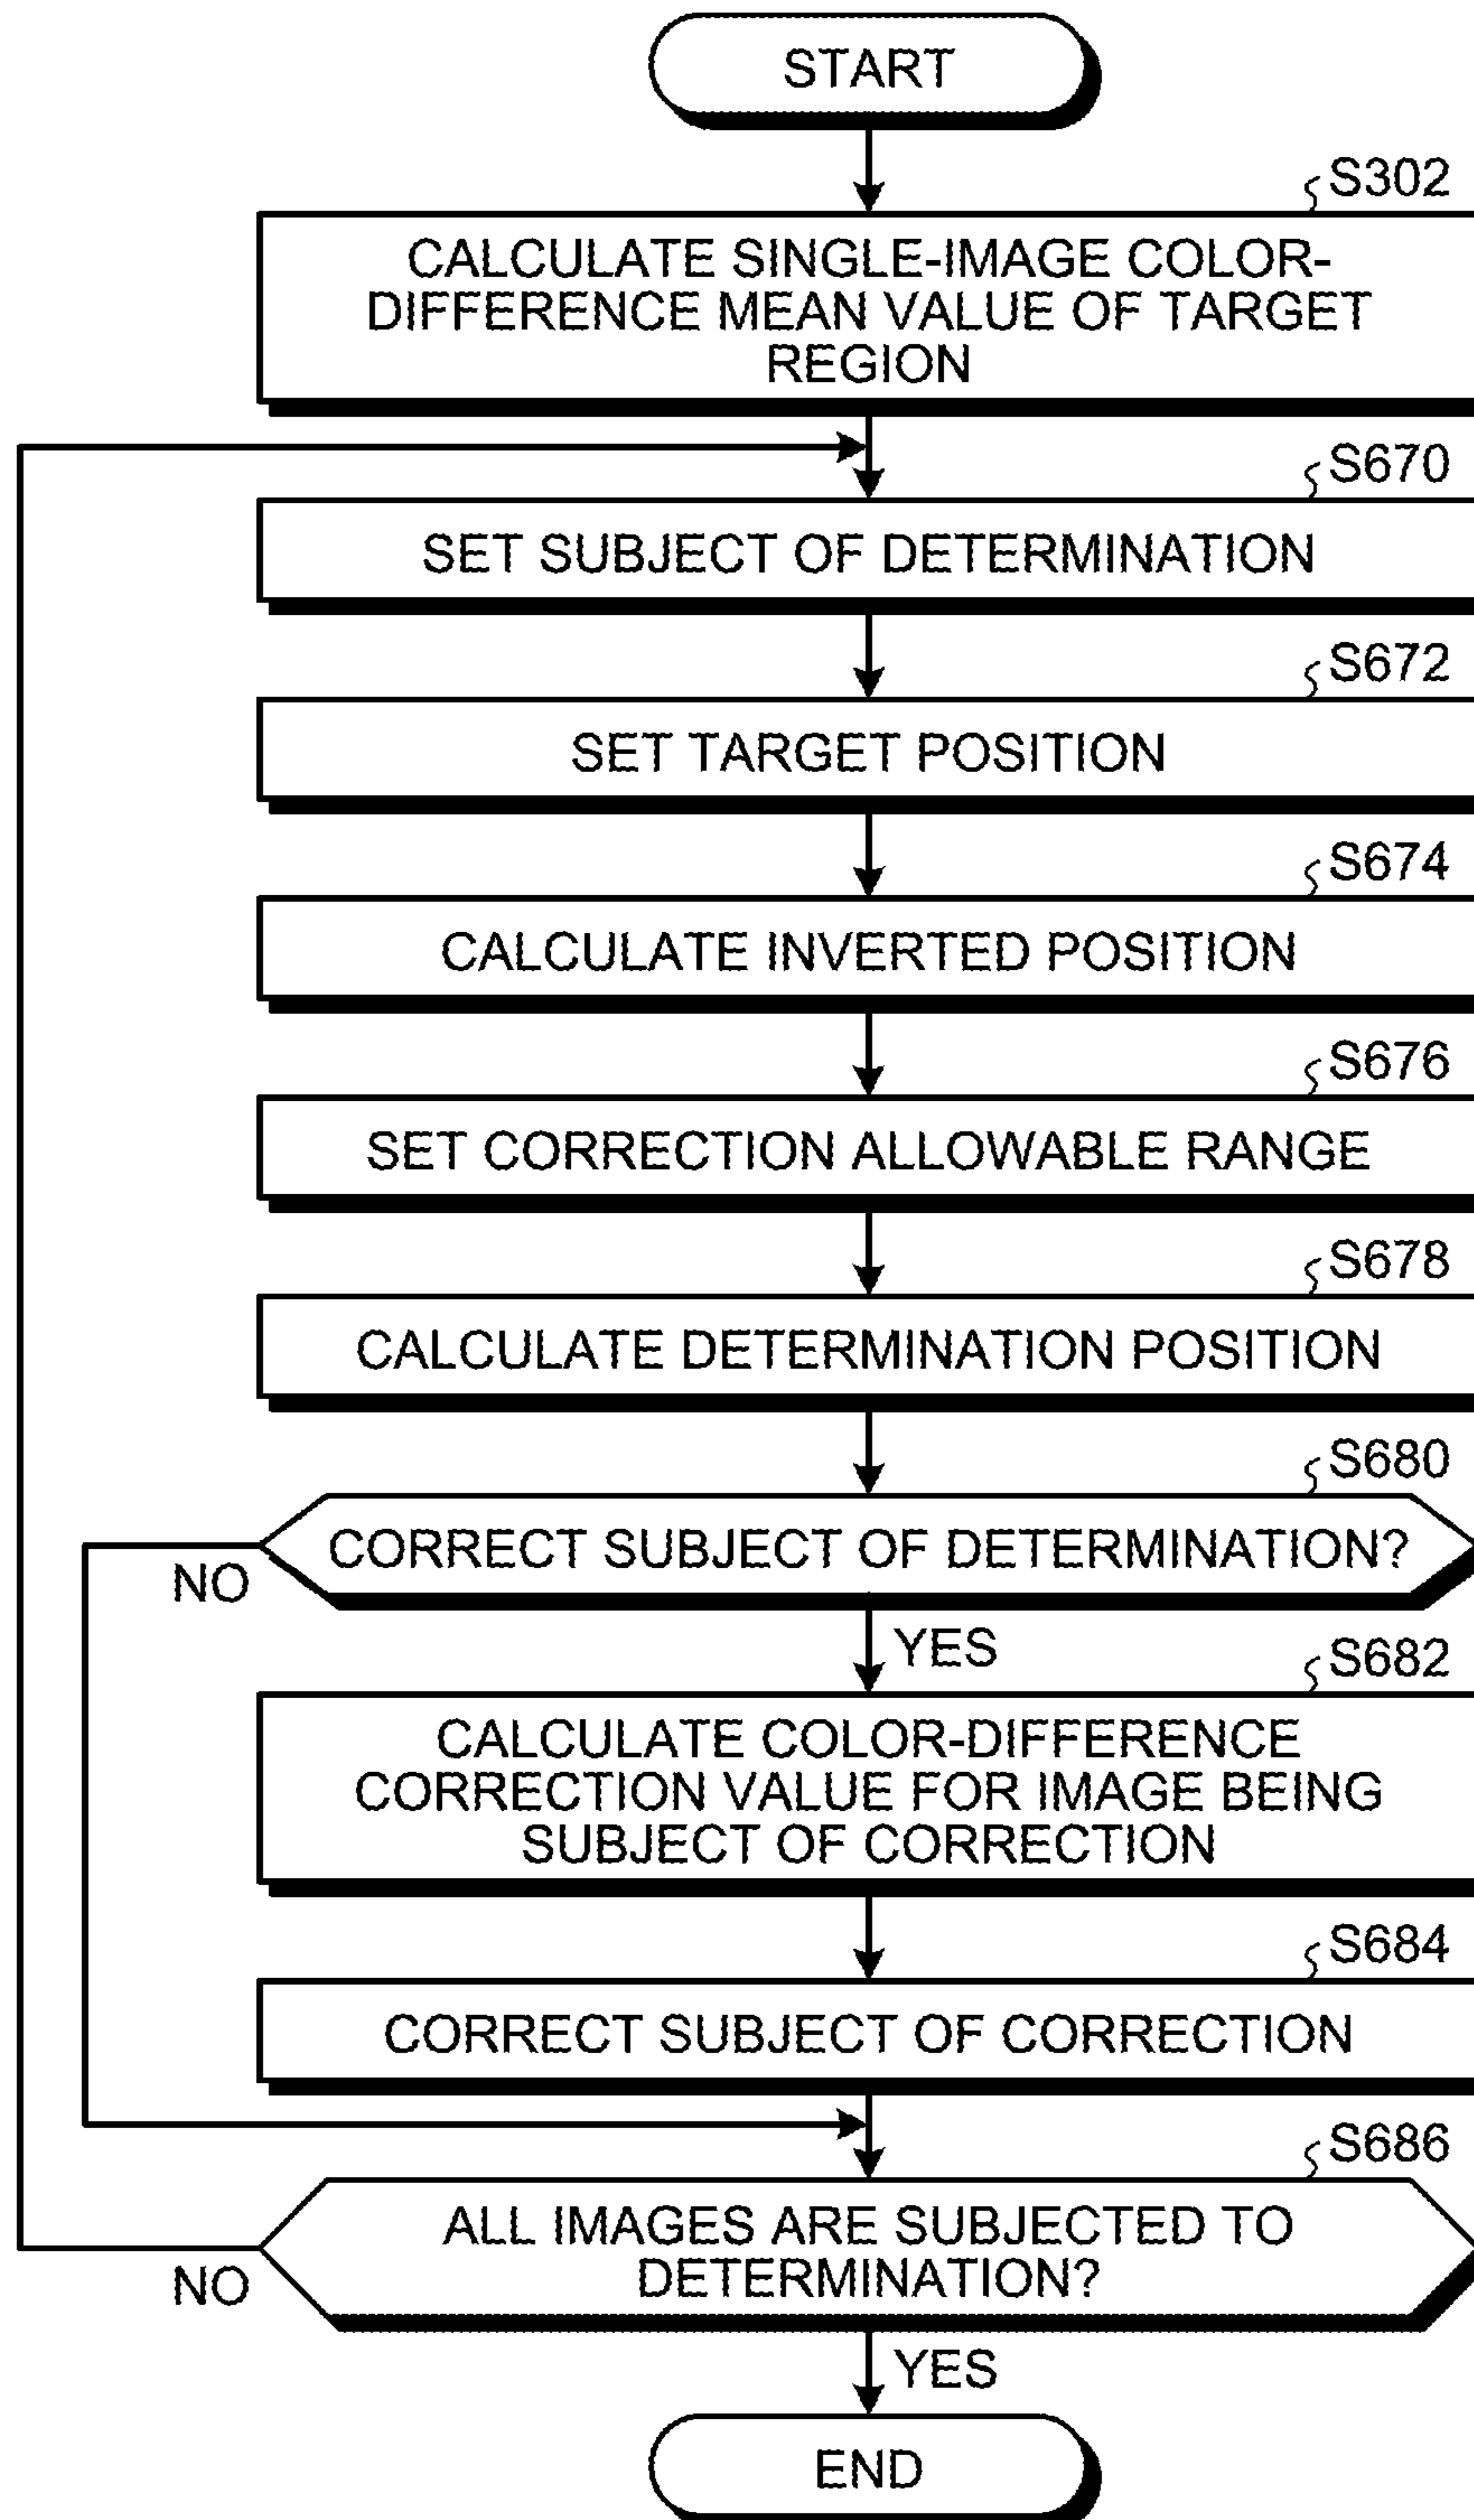 START
S302
CALCULATE SINGLE-IMAGE COLOR-
DIFFERENCE MEAN VALUE OF TARGET
REGION
S670
SET SUBJECT OF DETERMINATION
S672
SET TARGET POSITION
S674
CALCULATE INVERTED POSITION
S676
SET CORRECTION ALLOWABLE RANGE
S678
CALCULATE DETERMINATION POSITION
S680
CORRECT SUBJECT OF DETERMINATION?
NO
YES
S682
CALCULATE COLOR-DIFFERENCE
CORRECTION VALUE FOR IMAGE BEING
SUBJECT OF CORRECTION
S684
CORRECT SUBJECT OF CORRECTION
S686
ALL IMAGES ARE SUBJECTED TO
DETERMINATION?
NO
YES
END